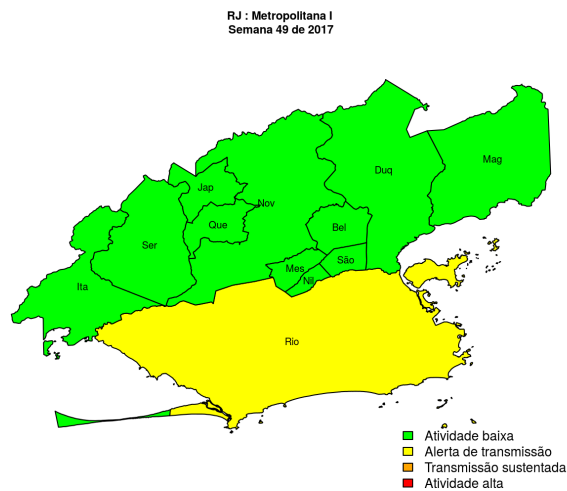 RJ : Metropolitana I
Semana 49 de 2017
Duq
Mag
Jap
Nov
Que
Bel
Ser
São
Mes
Nil
Ita
Rio
Atividade baixa
Alerta de transmissão
Transmissão sustentada
Atividade alta